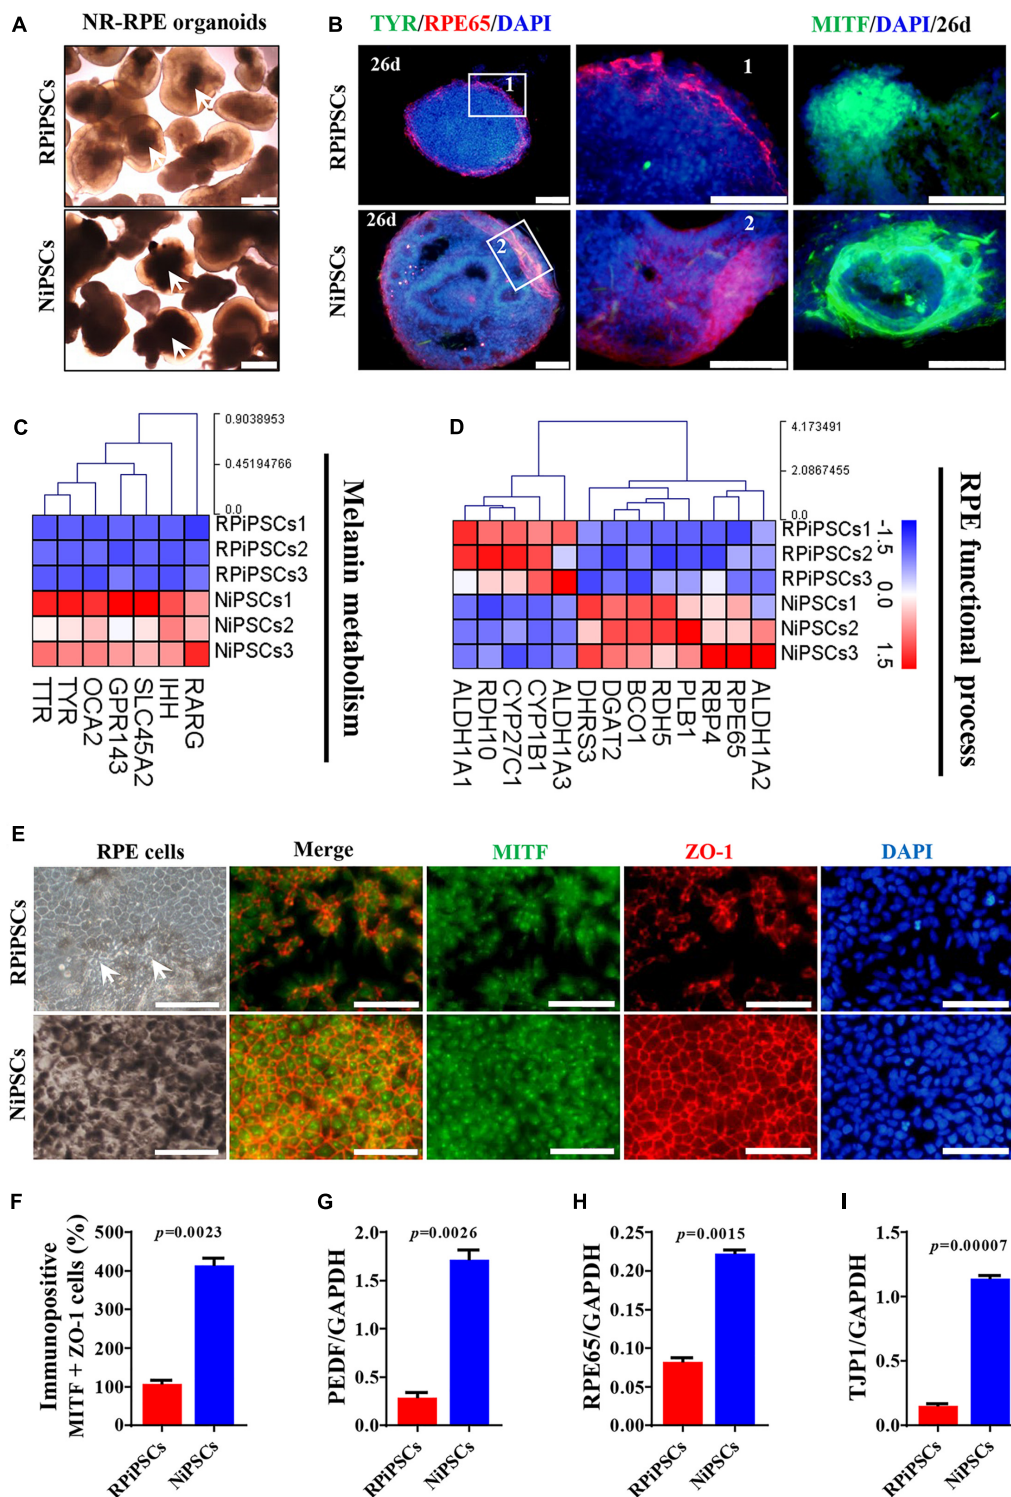 A
NR-RPE organoids
RPiPSCs
NiPSCs
B
TYR/RPE65/DAPI
MITF/DAPI/26d
RPiPSCs
NiPSCs
26d
1
1
26d
2
2
C
0.9038953
0.45194766
0.0
RPiPSCs1
RPiPSCs2
RPiPSCs3
NiPSCs1
NiPSCs2
NiPSCs3
TTR
TYR
OCA2
GPR143
SLC45A2
IHH
RARG
Melanin metabolism
D
4.173491
2.0867455
0.0
RPiPSCs1
RPiPSCs2
RPiPSCs3
NiPSCs1
NiPSCs2
NiPSCs3
ALDH1A1
RDH10
CYP27C1
CYP1B1
ALDH1A3
DHRS3
DGAT2
BCO1
RDH5
PLB1
RBP4
RPE65
ALDH1A2
-1.5
0.0
1.5
RPE functional process
E
RPE cells
Merge
MITF
ZO-1
DAPI
RPiPSCs
NiPSCs
F
Immunopositive
MITF + ZO-1 cells (%)
500
400
300
200
100
0
p=0.0023
RPiPSCs
NiPSCs
G
PEDF/GAPDH
2.0
1.5
1.0
0.5
0.0
p=0.0026
RPiPSCs
NiPSCs
H
RPE65/GAPDH
0.25
0.20
0.15
0.10
0.05
0.00
p=0.0015
RPiPSCs
NiPSCs
I
TJP1/GAPDH
1.5
1.0
0.5
0.0
p=0.00007
RPiPSCs
NiPSCs